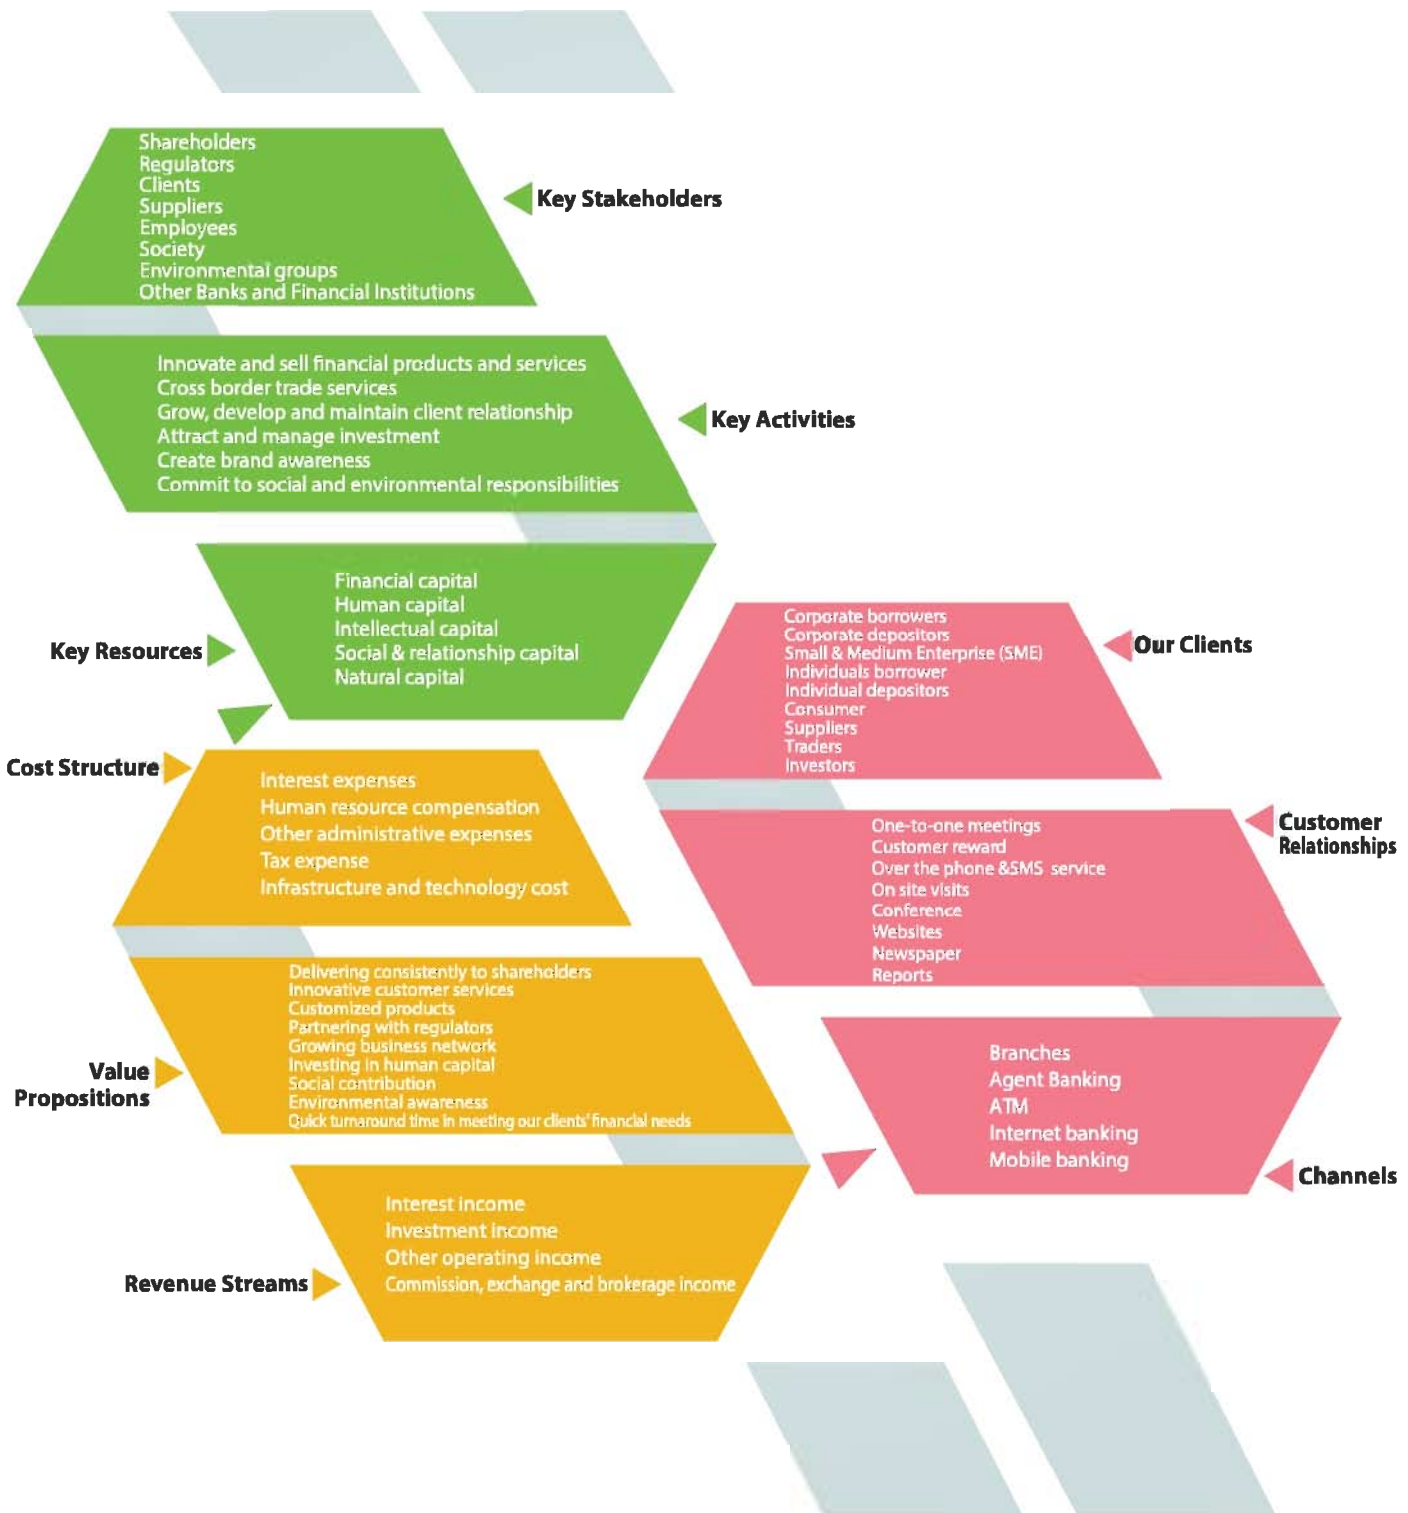 Shareholders
Regulators
Clients
Suppliers
Employees
Society
Environmental groups
Other Banks and Financial Institutions
Key Stakeholders
Innovate and sell financial products and services
Cross border trade services
Grow, develop and maintain client relationship
Attract and manage investment
Create brand awareness
Commit to social and environmental responsibilities
Key Activities
Financial capital
Human capital
Intellectual capital
Social & relationship capital
Natural capital
Key Resources
Cost Structure
Interest expenses
Human resource compensation
Other administrative expenses
Tax expense
Infrastructure and technology cost
Delivering consistently to shareholders
Innovative customer services
Customized products
Partnering with regulators
Growing business network
Investing in human capital
Social contribution
Environmental awareness
Quick turnaround time in meeting our clients' financial needs
Value
Propositions
Interest income
Investment income
Other operating income
Commission, exchange and brokerage income
Revenue Streams
Corporate borrowers
Corporate depositors
Small & Medium Enterprise (SME)
Individuals borrower
Individual depositors
Consumer
Suppliers
Traders
Investors
Our Clients
One-to-one meetings
Customer reward
Over the phone &SMS service
On site visits
Conference
Websites
Newspaper
Reports
Customer
Relationships
Branches
Agent Banking
ATM
Internet banking
Mobile banking
Channels